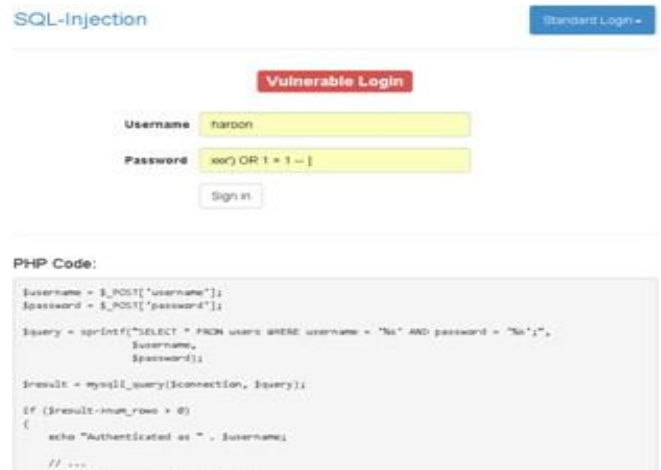 SQL-Injection
Standard Login
Vulnerable Login
Username haroon
Password xxx') OR 1 = 1 -- ]
Sign in
PHP Code:
$username = $_POST["username"];
$password = $_POST["password"];
$query = sprintf("SELECT * FROM users WHERE username = '%s' AND password = '%s';",
$username,
$password);
$result = mysqli_query($connection, $query);
if ($result->num_rows > 0)
{
echo "Authenticated as " . $username;
// ...